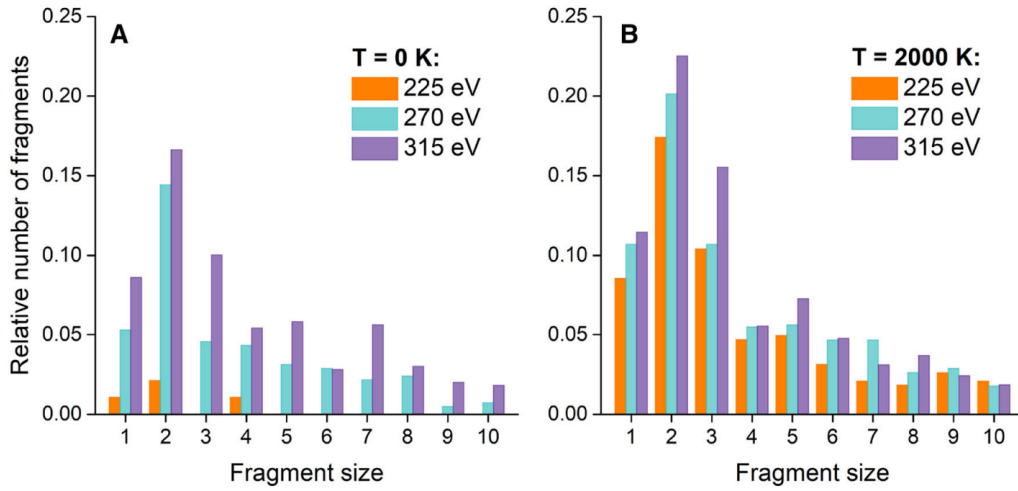 A
T = 0 K:
225 eV
270 eV
315 eV
Relative number of fragments
0.25
0.20
0.15
0.10
0.05
0.00
1 2 3 4 5 6 7 8 9 10
Fragment size
B
T = 2000 K:
225 eV
270 eV
315 eV
0.25
0.20
0.15
0.10
0.05
0.00
1 2 3 4 5 6 7 8 9 10
Fragment size